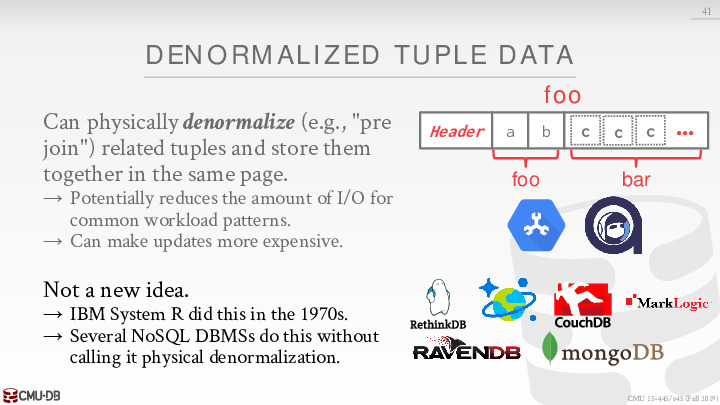 41
DENORMALIZED TUPLE DATA
Can physically denormalize (e.g., "pre
join") related tuples and store them
together in the same page.
→ Potentially reduces the amount of I/O for
common workload patterns.
→ Can make updates more expensive.
Not a new idea.
→ IBM System R did this in the 1970s.
→ Several NoSQL DBMSs do this without
calling it physical denormalization.
foo
Header a b c c c •••
foo bar
RethinkDB
CouchDB
MarkLogic
RAVENDB
mongoDB
CMU·DB
CMU 15-445/645 (Fall 2019)